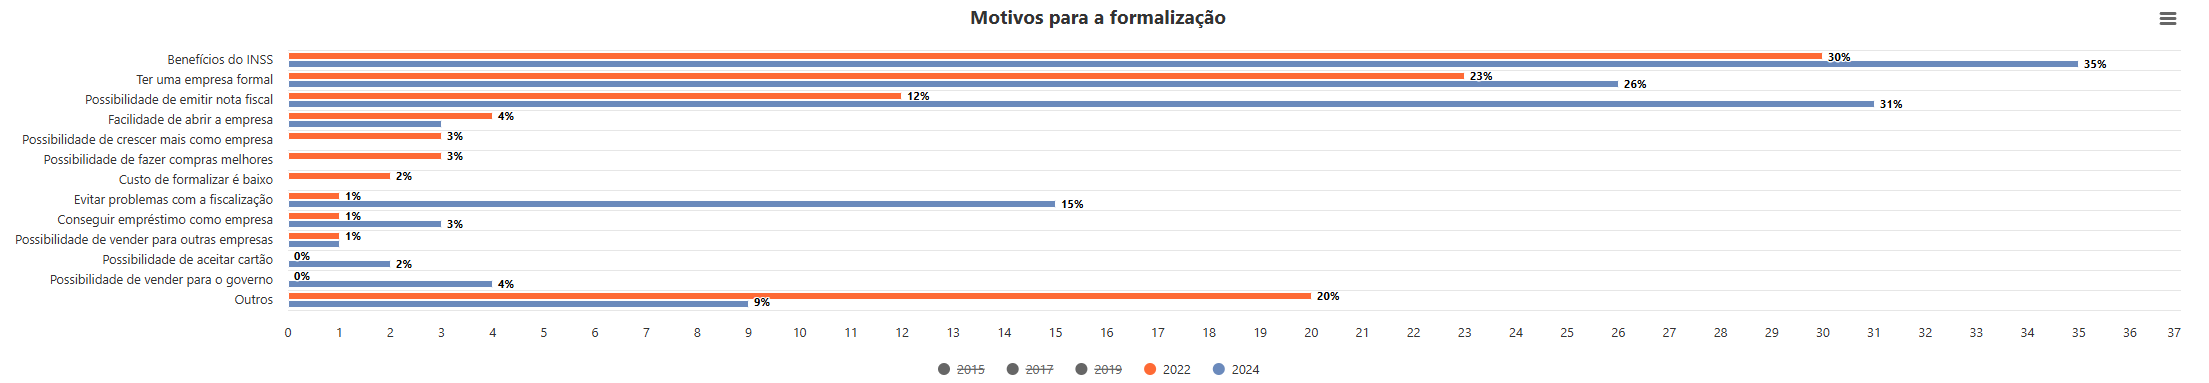 Motivos para a formalização
Benefícios do INSS 30% 35%
Ter uma empresa formal 23% 26%
Possibilidade de emitir nota fiscal 12% 31%
Facilidade de abrir a empresa 4%
Possibilidade de crescer mais como empresa 3%
Possibilidade de fazer compras melhores 3%
Custo de formalizar é baixo 2%
Evitar problemas com a fiscalização 1% 15%
Conseguir empréstimo como empresa 1% 3%
Possibilidade de vender para outras empresas 1%
Possibilidade de aceitar cartão 0% 2%
Possibilidade de vender para o governo 0% 4%
Outros 20% 9%
0 1 2 3 4 5 6 7 8 9 10 11 12 13 14 15 16 17 18 19 20 21 22 23 24 25 26 27 28 29 30 31 32 33 34 35 36 37
2015 2017 2019 2022 2024